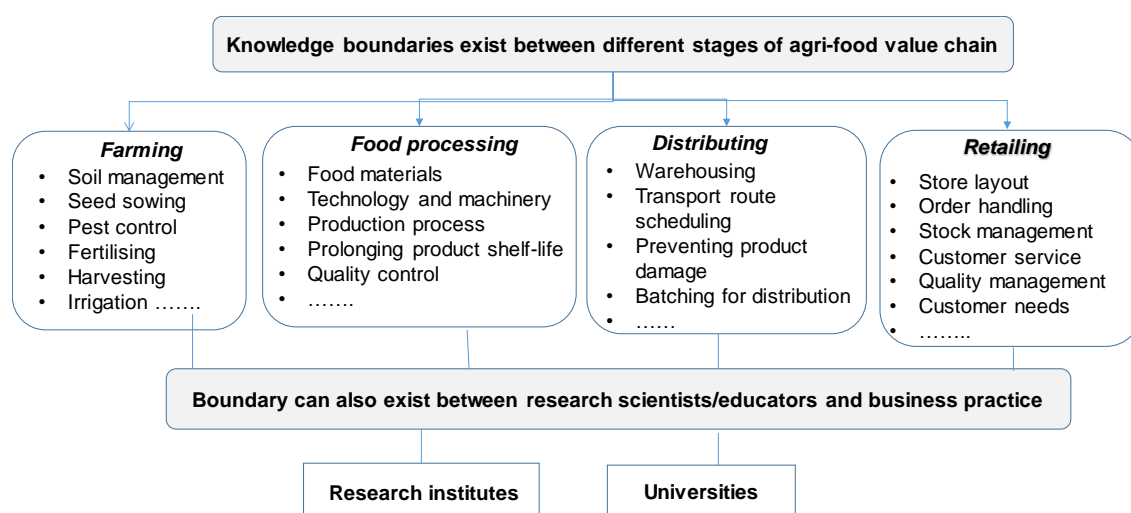 Knowledge boundaries exist between different stages of agri-food value chain
Farming
• Soil management
• Seed sowing
• Pest control
• Fertilising
• Harvesting
• Irrigation …….
Food processing
• Food materials
• Technology and machinery
• Production process
• Prolonging product shelf-life
• Quality control
• …….
Distributing
• Warehousing
• Transport route
scheduling
• Preventing product
damage
• Batching for distribution
• ……
Retailing
• Store layout
• Order handling
• Stock management
• Customer service
• Quality management
• Customer needs
• ……..
Boundary can also exist between research scientists/educators and business practice
Research institutes
Universities